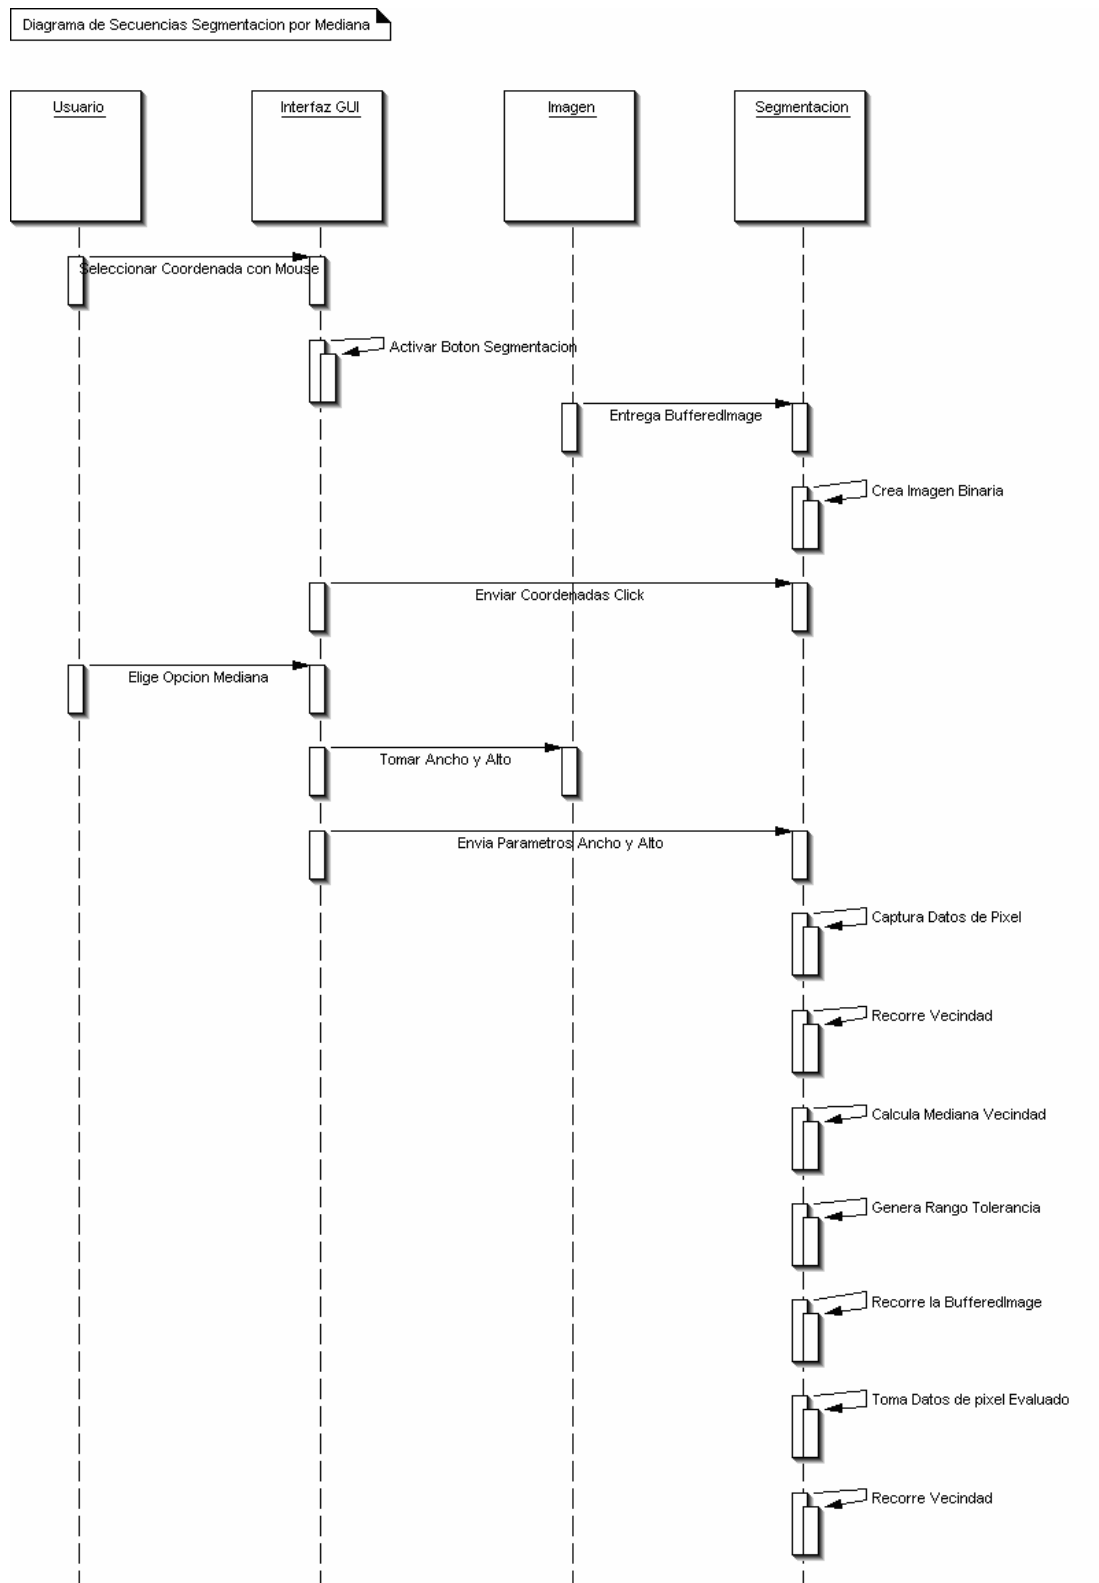 Diagrama de Secuencias Segmentacion por Mediana
Usuario
Interfaz GUI
Imagen
Segmentacion
Seleccionar Coordenada con Mouse
Activar Boton Segmentacion
Entrega BufferedImage
Crea Imagen Binaria
Enviar Coordenadas Click
Elige Opcion Mediana
Tomar Ancho y Alto
Envia Parametros Ancho y Alto
Captura Datos de Pixel
Recorre Vecindad
Calcula Mediana Vecindad
Genera Rango Tolerancia
Recorre la BufferedImage
Toma Datos de pixel Evaluado
Recorre Vecindad